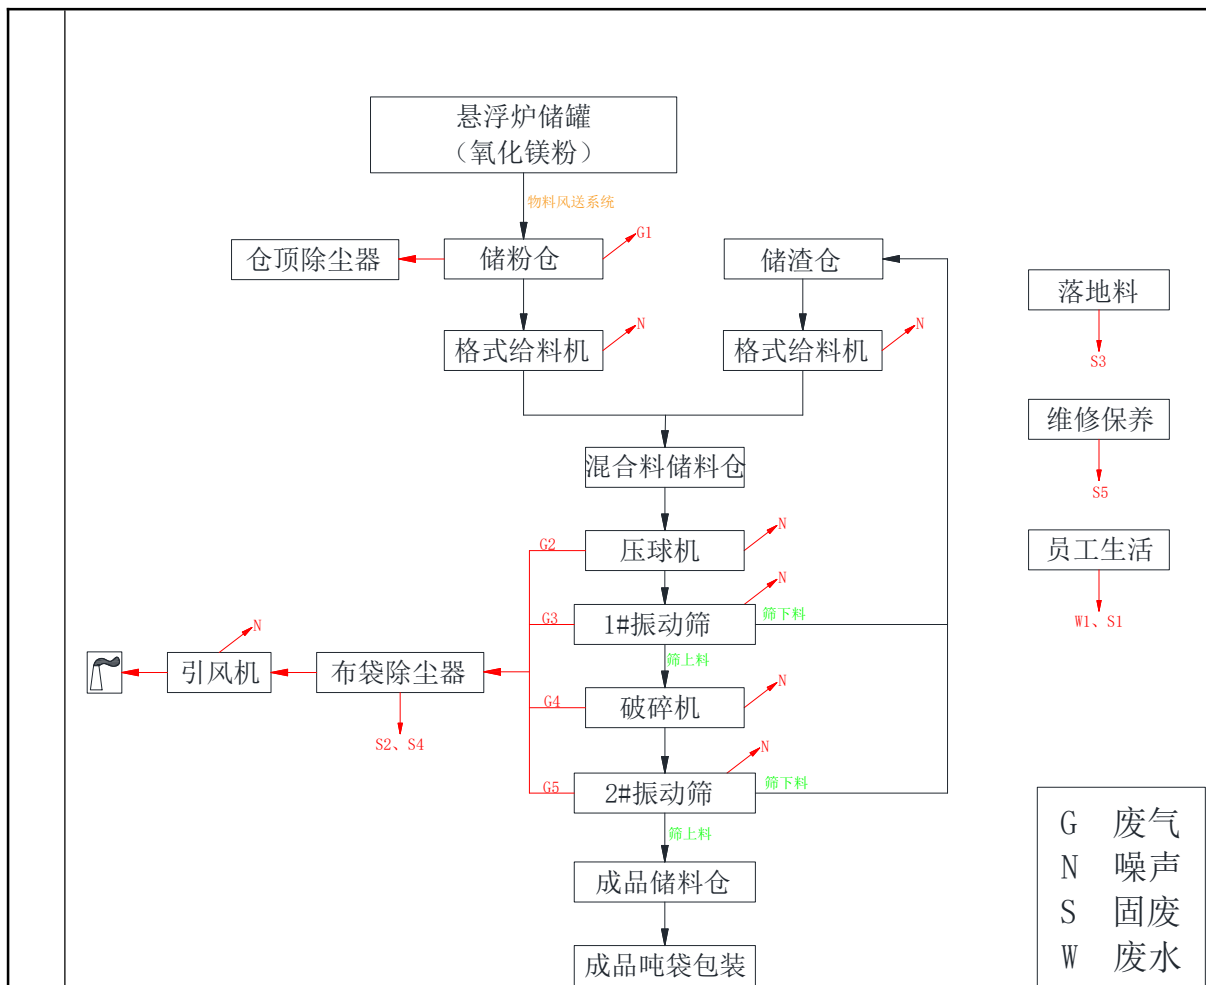 悬浮炉储罐
（氧化镁粉）
物料风送系统
G1
仓顶除尘器
储粉仓
储渣仓
落地料
N
N
格式给料机
格式给料机
S3
维修保养
混合料储料仓
S5
N
G2
压球机
员工生活
N
G3
1#振动筛
筛下料
W1、S1
N
筛上料
引风机
布袋除尘器
N
G4
破碎机
S2、S4
N
G5
2#振动筛
筛下料
筛上料
G 废气
N 噪声
成品储料仓
S 固废
W 废水
成品吨袋包装